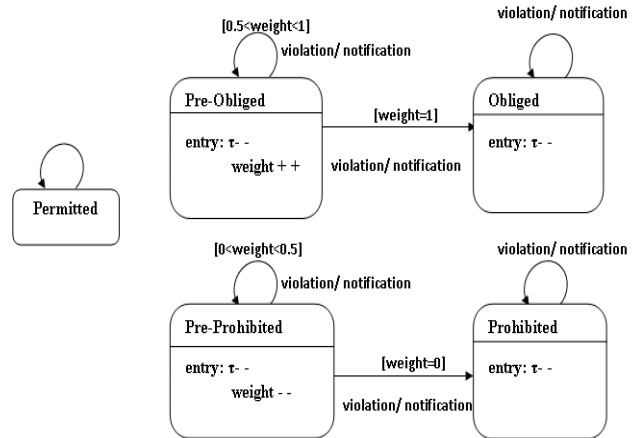 [0.5<weight<1]
violation/ notification
violation/ notification
Pre-Obliged
Obliged
[weight=1]
entry: τ- -
weight + +
violation/ notification
entry: τ- -
Permitted
[0<weight<0.5]
violation/ notification
violation/ notification
Pre-Prohibited
Prohibited
[weight=0]
entry: τ- -
weight - -
violation/ notification
entry: τ- -